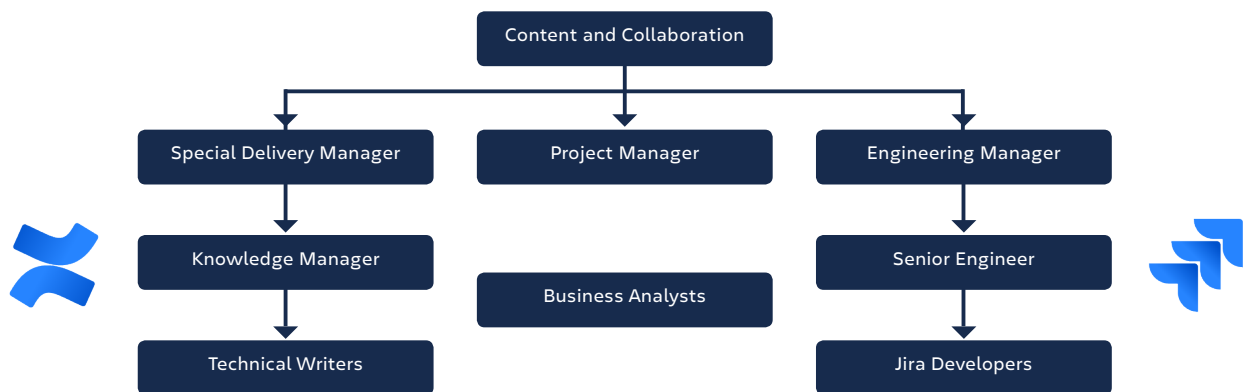 Content and Collaboration
Special Delivery Manager
Project Manager
Engineering Manager
Knowledge Manager
Senior Engineer
Business Analysts
Technical Writers
Jira Developers